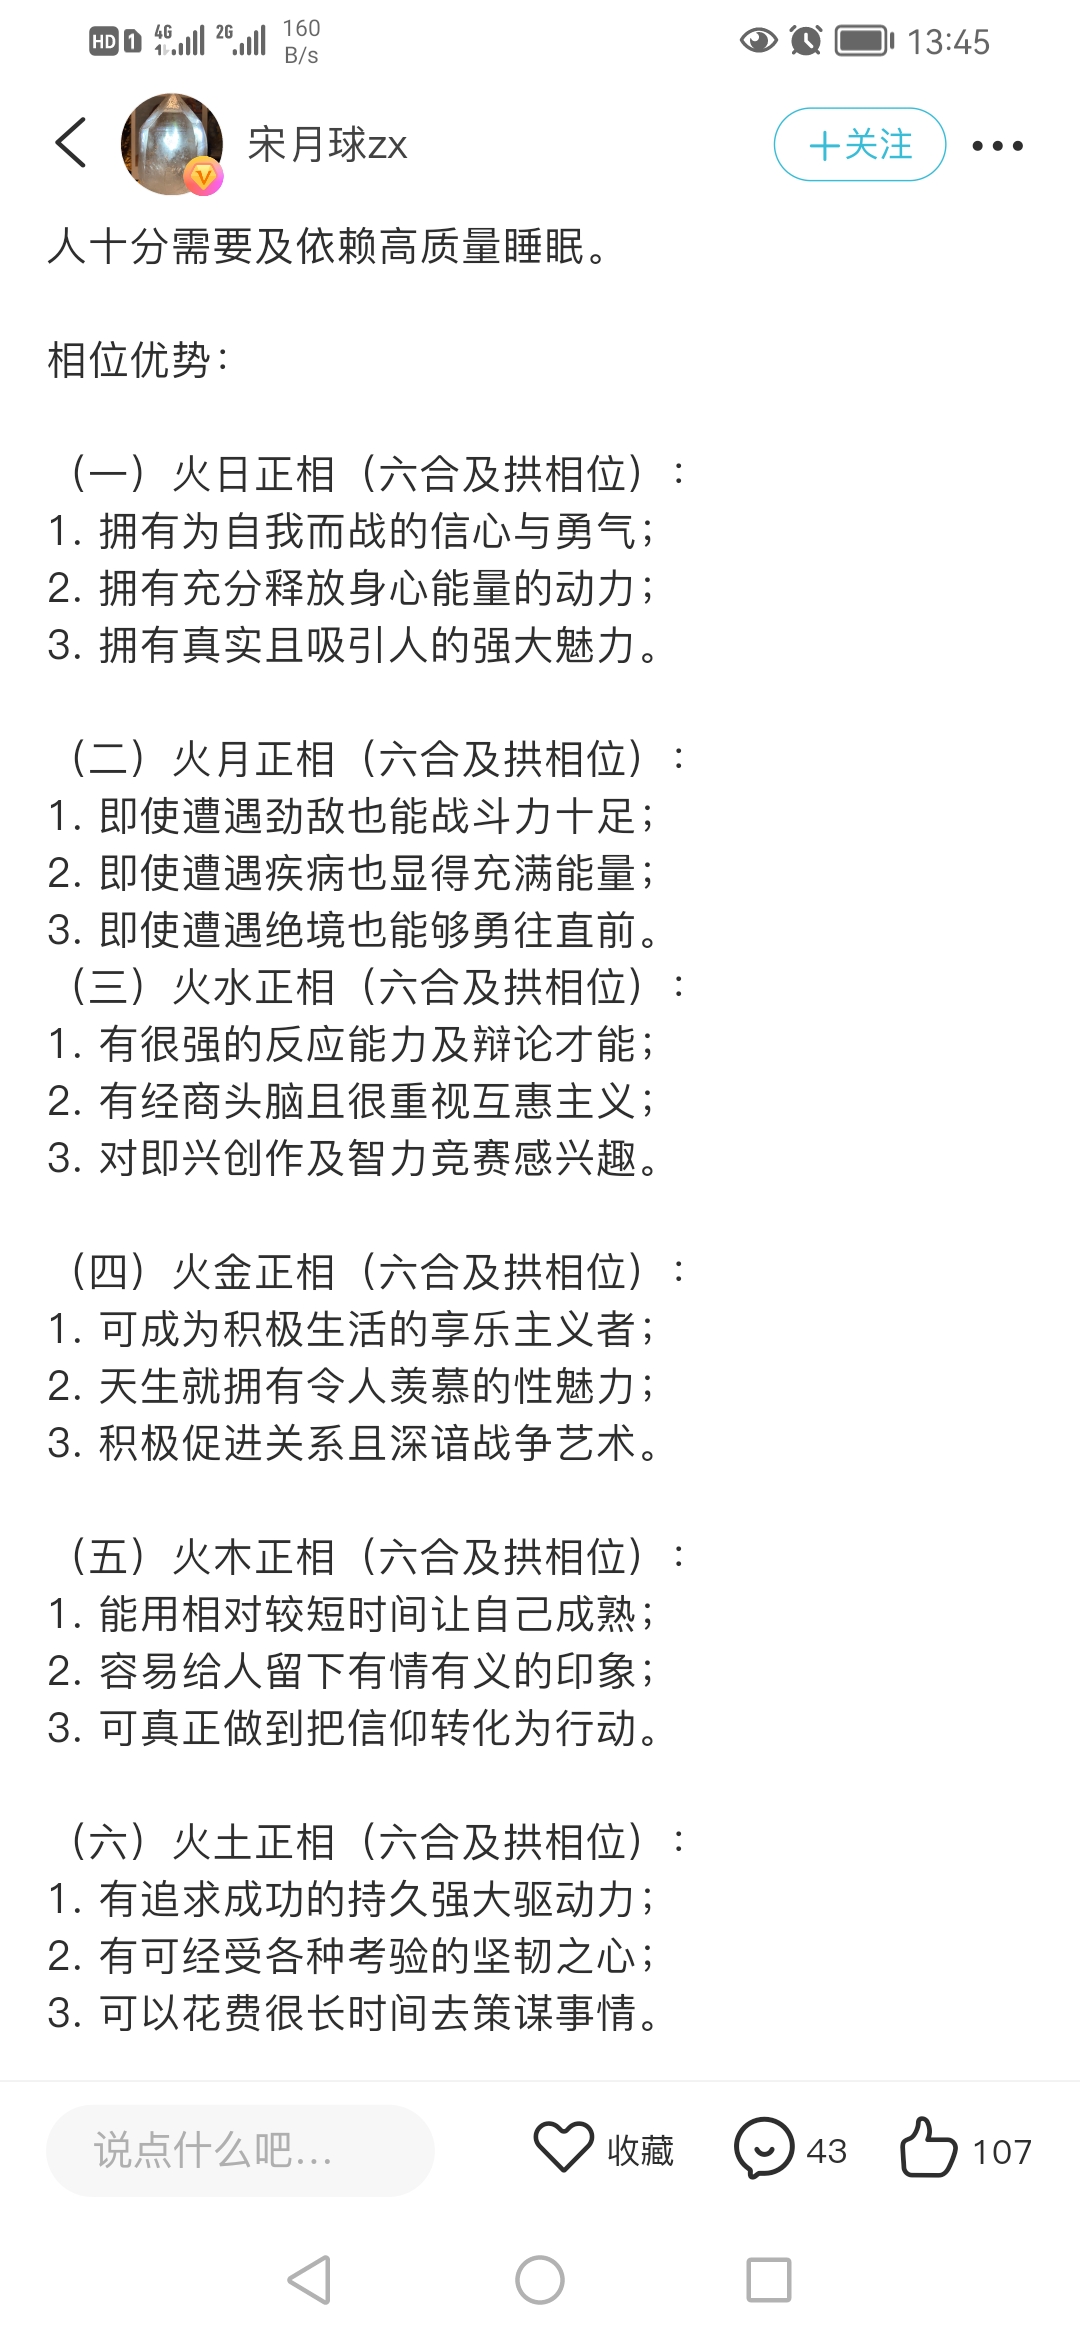 HD 1 4G 2G 160 B/s 13:45
宋月球zx
+关注
人十分需要及依赖高质量睡眠。
相位优势：
（一）火日正相（六合及拱相位）：
1. 拥有为自我而战的信心与勇气；
2. 拥有充分释放身心能量的动力；
3. 拥有真实且吸引人的强大魅力。
（二）火月正相（六合及拱相位）：
1. 即使遭遇劲敌也能战斗力十足；
2. 即使遭遇疾病也显得充满能量；
3. 即使遭遇绝境也能够勇往直前。
（三）火水正相（六合及拱相位）：
1. 有很强的反应能力及辩论才能；
2. 有经商头脑且很重视互惠主义；
3. 对即兴创作及智力竞赛感兴趣。
（四）火金正相（六合及拱相位）：
1. 可成为积极生活的享乐主义者；
2. 天生就拥有令人羡慕的性魅力；
3. 积极促进关系且深谙战争艺术。
（五）火木正相（六合及拱相位）：
1. 能用相对较短时间让自己成熟；
2. 容易给人留下有情有义的印象；
3. 可真正做到把信仰转化为行动。
（六）火土正相（六合及拱相位）：
1. 有追求成功的持久强大驱动力；
2. 有可经受各种考验的坚韧之心；
3. 可以花费很长时间去策谋事情。
说点什么吧... 收藏 43 107